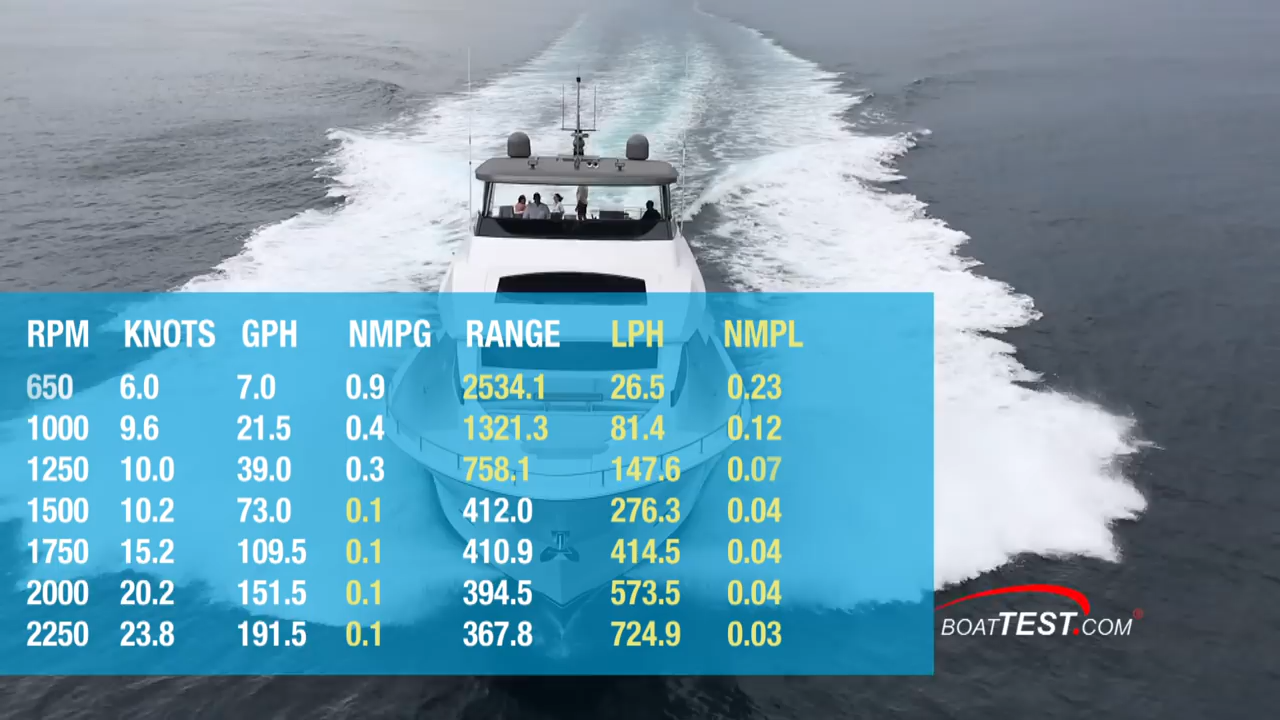 RPM KNOTS GPH NMPG RANGE LPH NMPL
650 6.0 7.0 0.9 2534.1 26.5 0.23
1000 9.6 21.5 0.4 1321.3 81.4 0.12
1250 10.0 39.0 0.3 758.1 147.6 0.07
1500 10.2 73.0 0.1 412.0 276.3 0.04
1750 15.2 109.5 0.1 410.9 414.5 0.04
2000 20.2 151.5 0.1 394.5 573.5 0.04
2250 23.8 191.5 0.1 367.8 724.9 0.03
BOATTEST.COM®